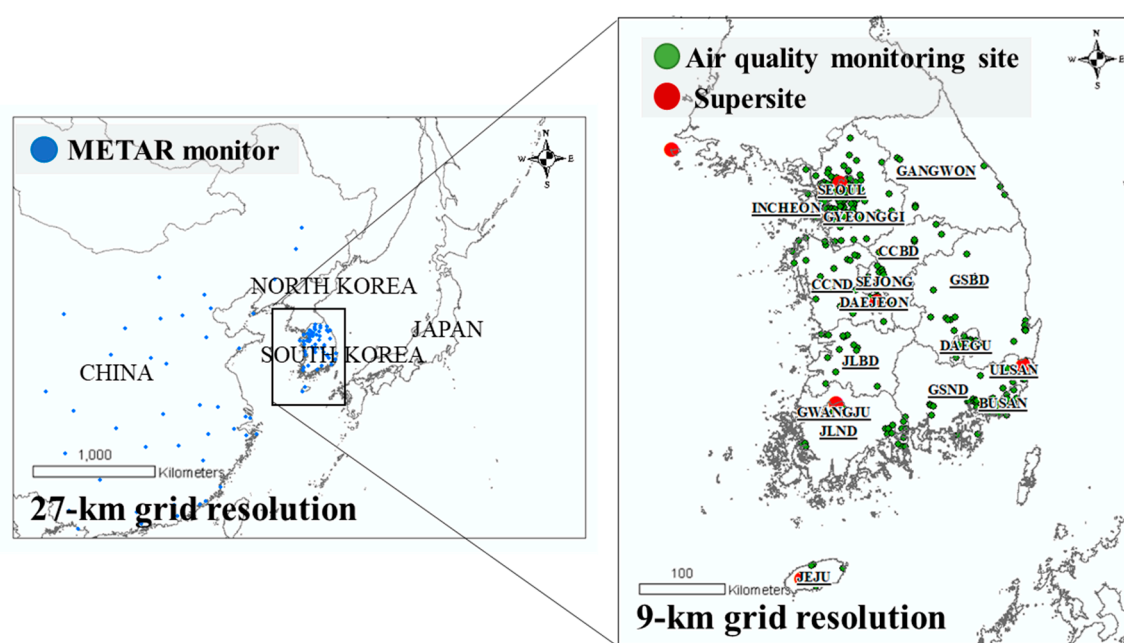 METAR monitor
N
W E
S
NORTH KOREA
JAPAN
SOUTH KOREA
CHINA
1,000
Kilometers
27-km grid resolution
Air quality monitoring site
Supersite
N
W E
S
GANGWON
SEOUL
INCHEON
GYEONGGI
CCBD
CCND
SEJONG
GSBD
DAEJEON
DAEGU
JLBD
ULSAN
GSND
BUSAN
GWANGJU
JLND
JEJU
100
Kilometers
9-km grid resolution